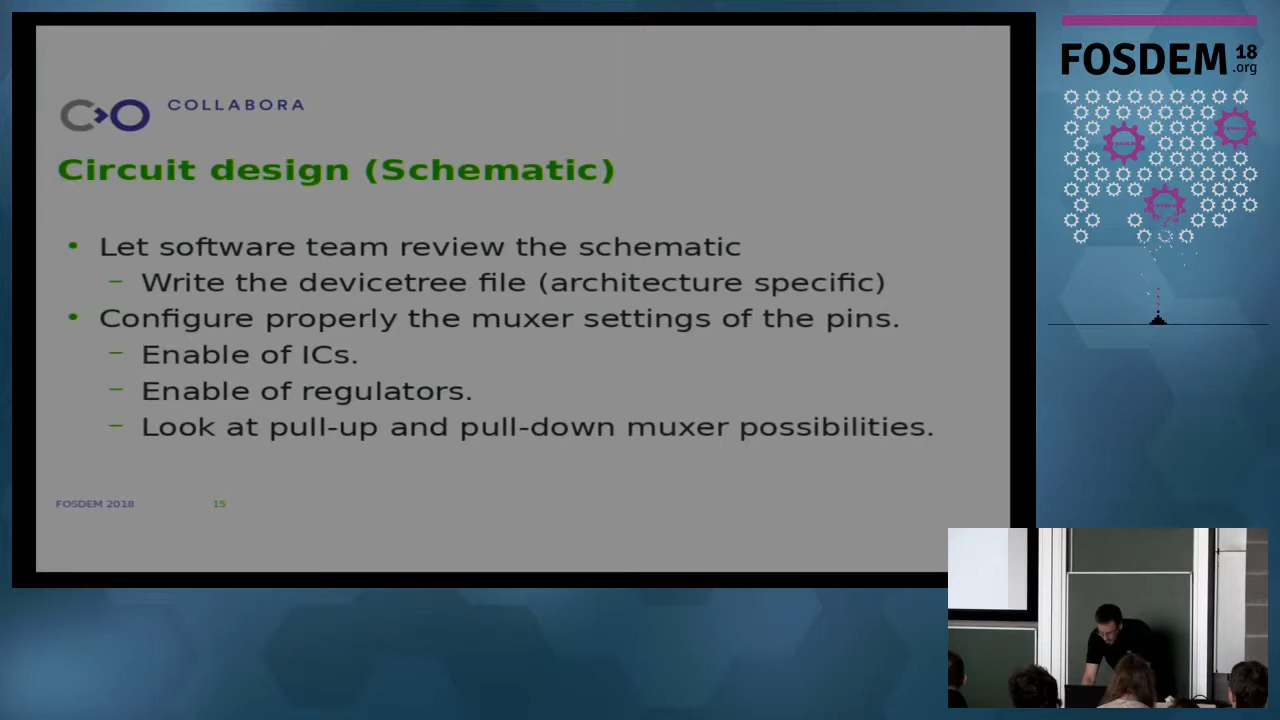 COLLABORA
Circuit design (Schematic)
• Let software team review the schematic
– Write the devicetree file (architecture specific)
• Configure properly the muxer settings of the pins.
– Enable of ICs.
– Enable of regulators.
– Look at pull-up and pull-down muxer possibilities.
FOSDEM 2018 15
FOSDEM 18
.org